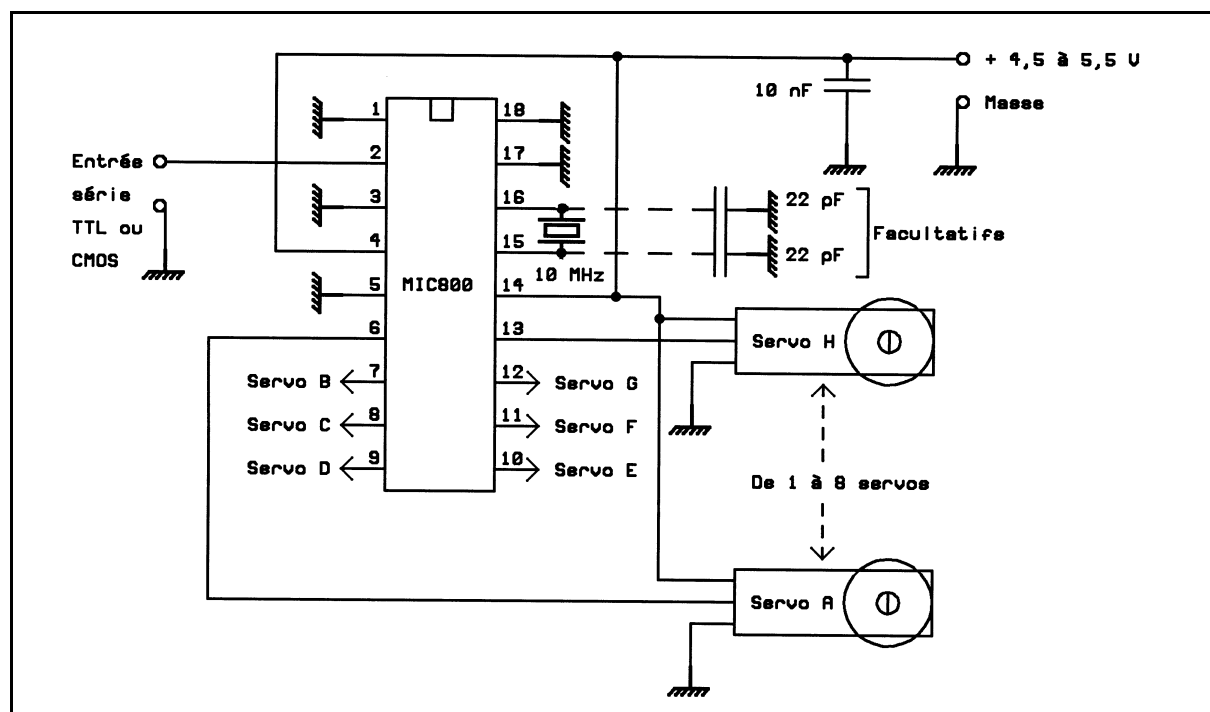 + 4,5 à 5,5 V
10 nF
Masse
1
18
Entrée
2
17
série
3
16
22 pF
TTL ou
Facultatifs
4
15
22 pF
CMOS
10 MHz
MIC800
5
14
6
13
Servo H
Servo B
7
12
Servo G
Servo C
8
11
Servo F
Servo D
9
10
Servo E
De 1 à 8 servos
Servo A